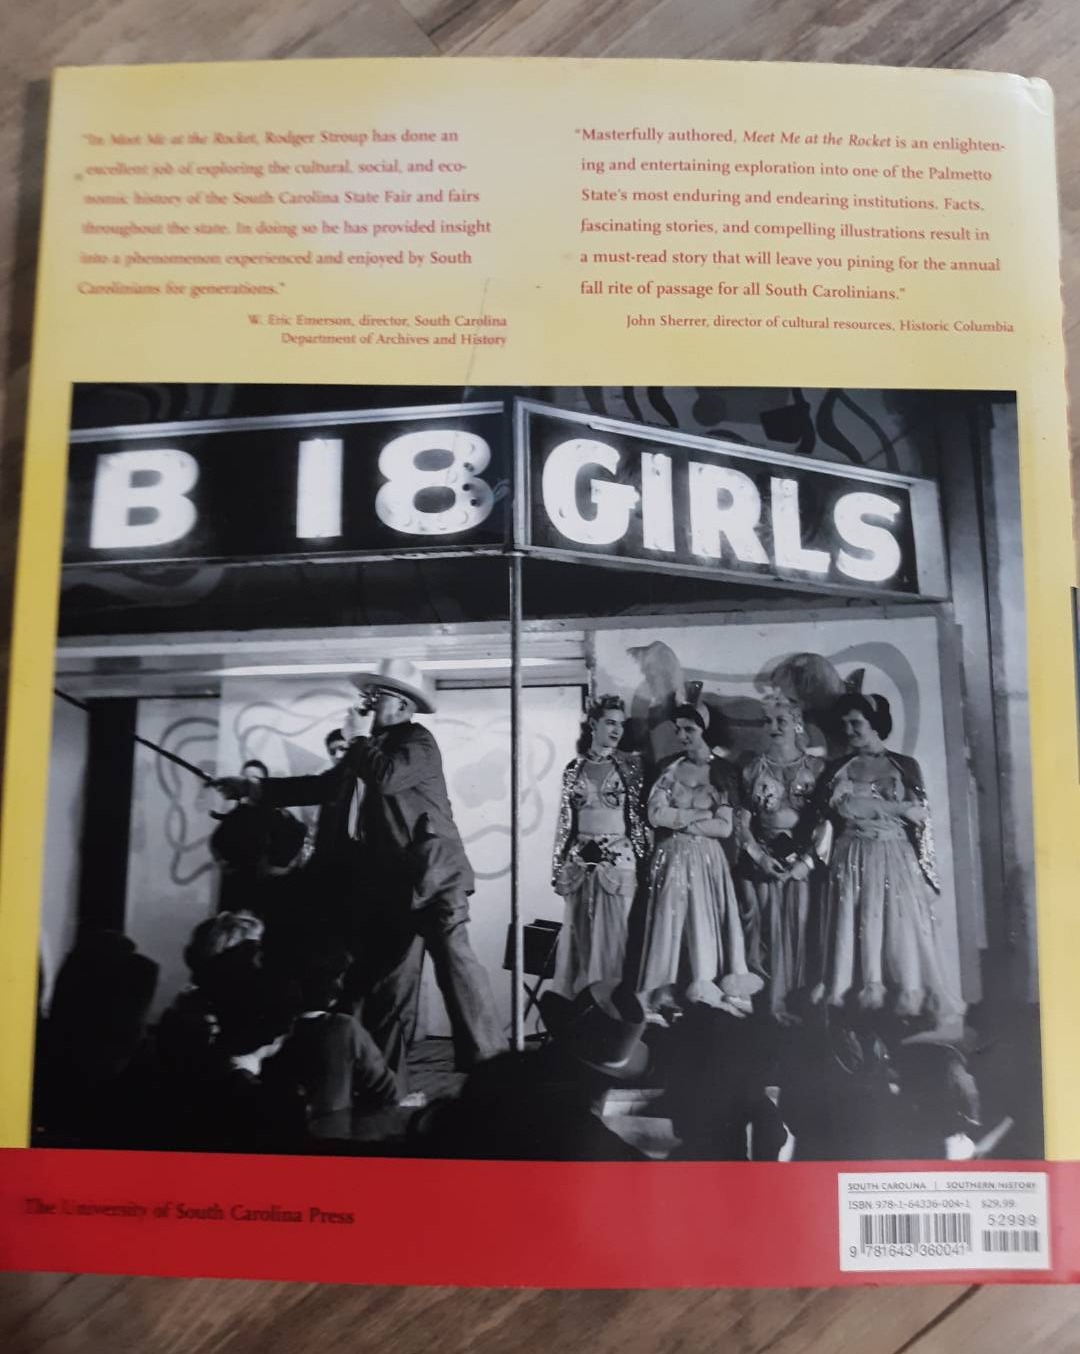 "In Meet Me at the Rocket, Rodger Stroup has done an
excellent job of exploring the cultural, social, and eco-
nomic history of the South Carolina State Fair and fairs
throughout the state. In doing so he has provided insight
into a phenomenon experienced and enjoyed by South
Carolinians for generations."
W. Eric Emerson, director, South Carolina
Department of Archives and History
"Masterfully authored, Meet Me at the Rocket is an enlighten-
ing and entertaining exploration into one of the Palmetto
State's most enduring and endearing institutions. Facts,
fascinating stories, and compelling illustrations result in
a must-read story that will leave you pining for the annual
fall rite of passage for all South Carolinians."
John Sherrer, director of cultural resources, Historic Columbia
B 18 GIRLS
The University of South Carolina Press
SOUTH CAROLINA | SOUTHERN HISTORY
ISBN 978-1-64336-004-1 $29.99
52999
9 781643 360041